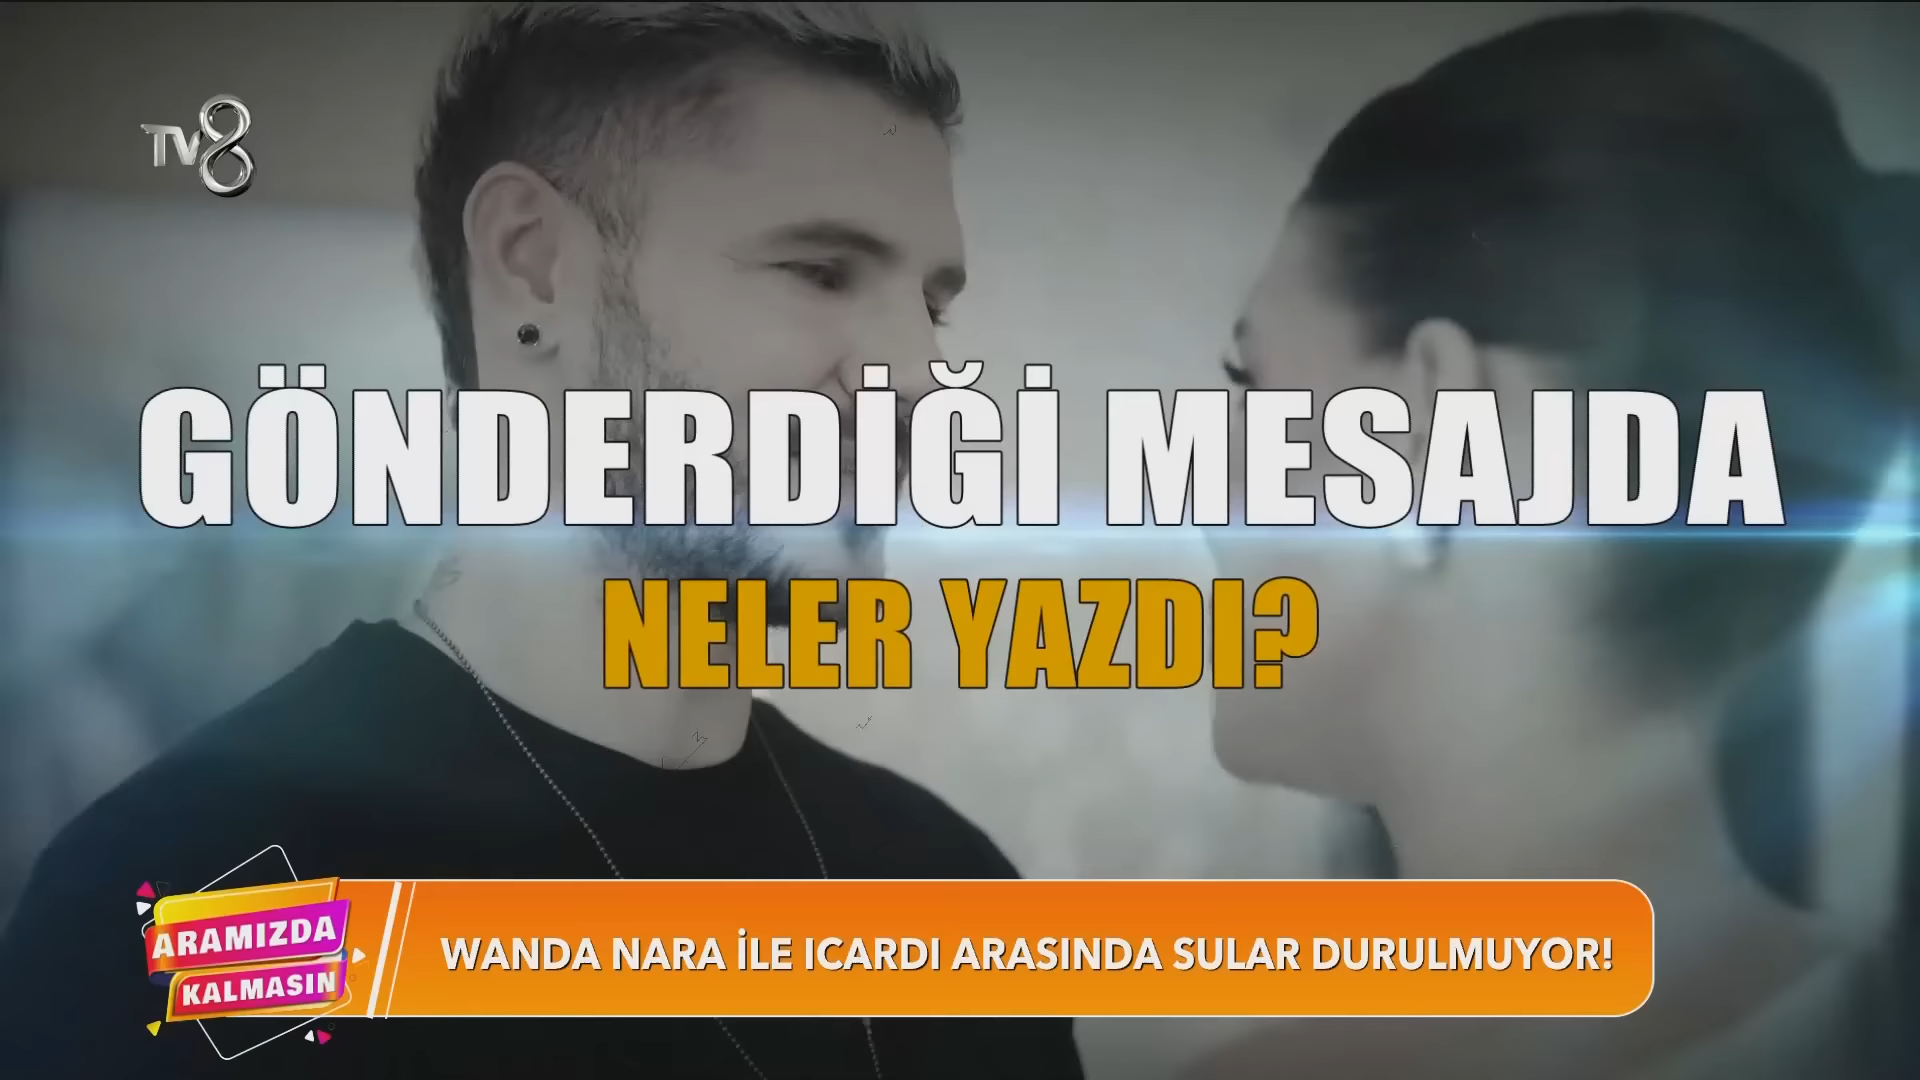 TV8
GÖNDERDİĞİ MESAJDA
NELER YAZDI?
ARAMIZDA
KALMASIN
WANDA NARA İLE ICARDI ARASINDA SULAR DURULMUYOR!